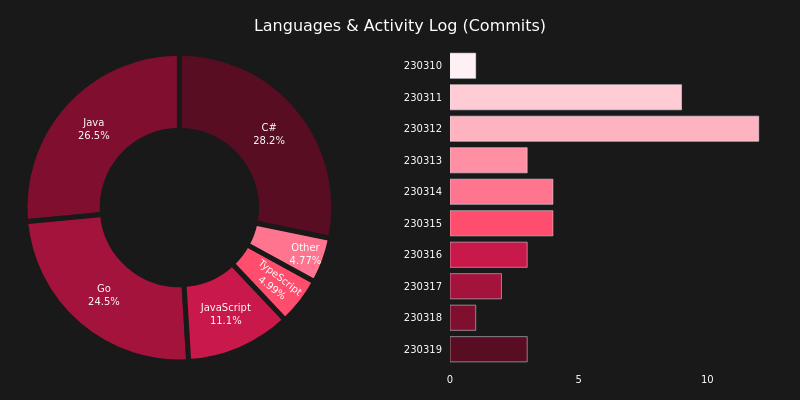 Languages & Activity Log (Commits)
Java
26.5%
C#
28.2%
Other
4.77%
TypeScript
4.99%
Go
24.5%
JavaScript
11.1%
230310
230311
230312
230313
230314
230315
230316
230317
230318
230319
0 5 10